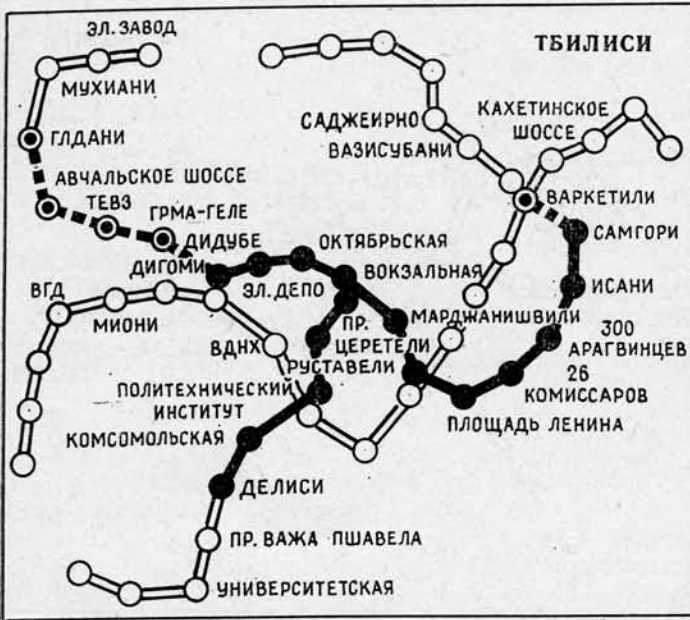 ТБИЛИСИ
ЭЛ. ЗАВОД
МУХИАНИ
ГЛДАНИ
АВЧАЛЬСКОЕ ШОССЕ
ТЕВЗ
ГРМА-ГЕЛЕ
ДИДУБЕ
ДИГОМИ
ЭЛ. ДЕПО
ОКТЯБРЬСКАЯ
ВОКЗАЛЬНАЯ
САДЖЕИРНО
ВАЗИСУБАНИ
КАХЕТИНСКОЕ
ШОССЕ
ВАРКЕТИЛИ
САМГОРИ
ИСАНИ
300
АРАГВИНЦЕВ
26
КОМИССАРОВ
ПЛОЩАДЬ ЛЕНИНА
МАРДЖАНИШВИЛИ
ПР.
ЦЕРЕТЕЛИ
РУСТАВЕЛИ
ВГД
МИОНИ
ВДНХ
ПОЛИТЕХНИЧЕСКИЙ
ИНСТИТУТ
КОМСОМОЛЬСКАЯ
ДЕЛИСИ
ПР. ВАЖА ПШАВЕЛА
УНИВЕРСИТЕТСКАЯ